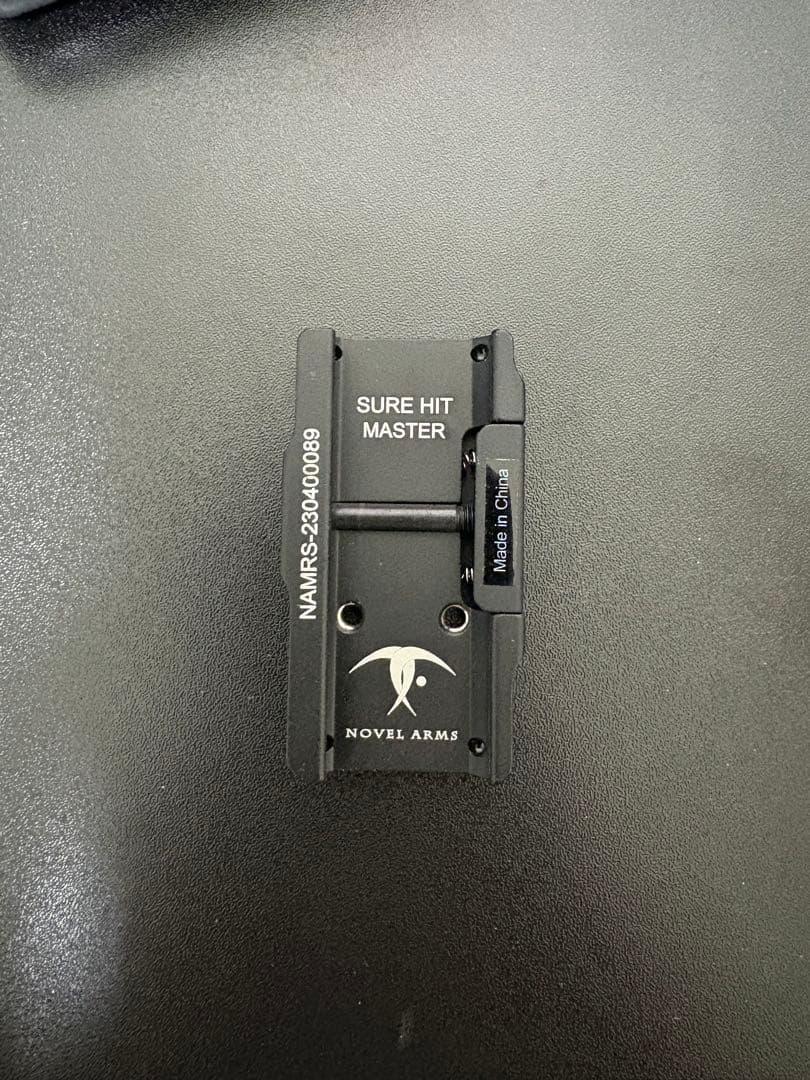 SURE HIT
MASTER
NAMRS-230400089
Made in China
NOVEL ARMS